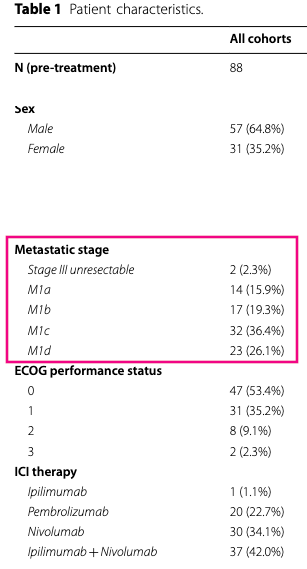 Table 1 Patient characteristics.
All cohorts
N (pre-treatment) 88
Sex
Male 57 (64.8%)
Female 31 (35.2%)
Metastatic stage
Stage III unresectable 2 (2.3%)
M1a 14 (15.9%)
M1b 17 (19.3%)
M1c 32 (36.4%)
M1d 23 (26.1%)
ECOG performance status
0 47 (53.4%)
1 31 (35.2%)
2 8 (9.1%)
3 2 (2.3%)
ICI therapy
Ipilimumab 1 (1.1%)
Pembrolizumab 20 (22.7%)
Nivolumab 30 (34.1%)
Ipilimumab + Nivolumab 37 (42.0%)